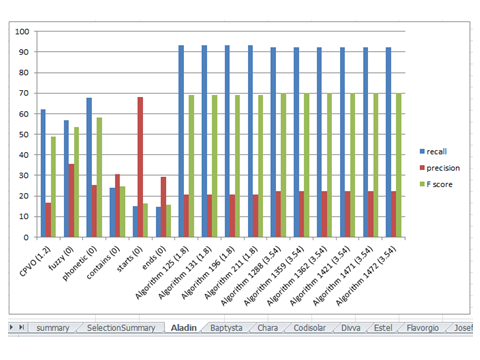 100
90
80
70
60
50
40
30
20
10
0
recall
precision
F score
CPVO (1.2)
fuzzy (0)
phonetic (0)
contains (0)
starts (0)
ends (0)
Algorithm 125 (1.8)
Algorithm 131 (1.8)
Algorithm 196 (1.8)
Algorithm 211 (1.8)
Algorithm 1288 (3.54)
Algorithm 1359 (3.54)
Algorithm 1362 (3.54)
Algorithm 1421 (3.54)
Algorithm 1471 (3.54)
Algorithm 1472 (3.54)
summary SelectionSummary Aladin Baptysta Chara Codisolar Divva Estel Flavorgio Josef